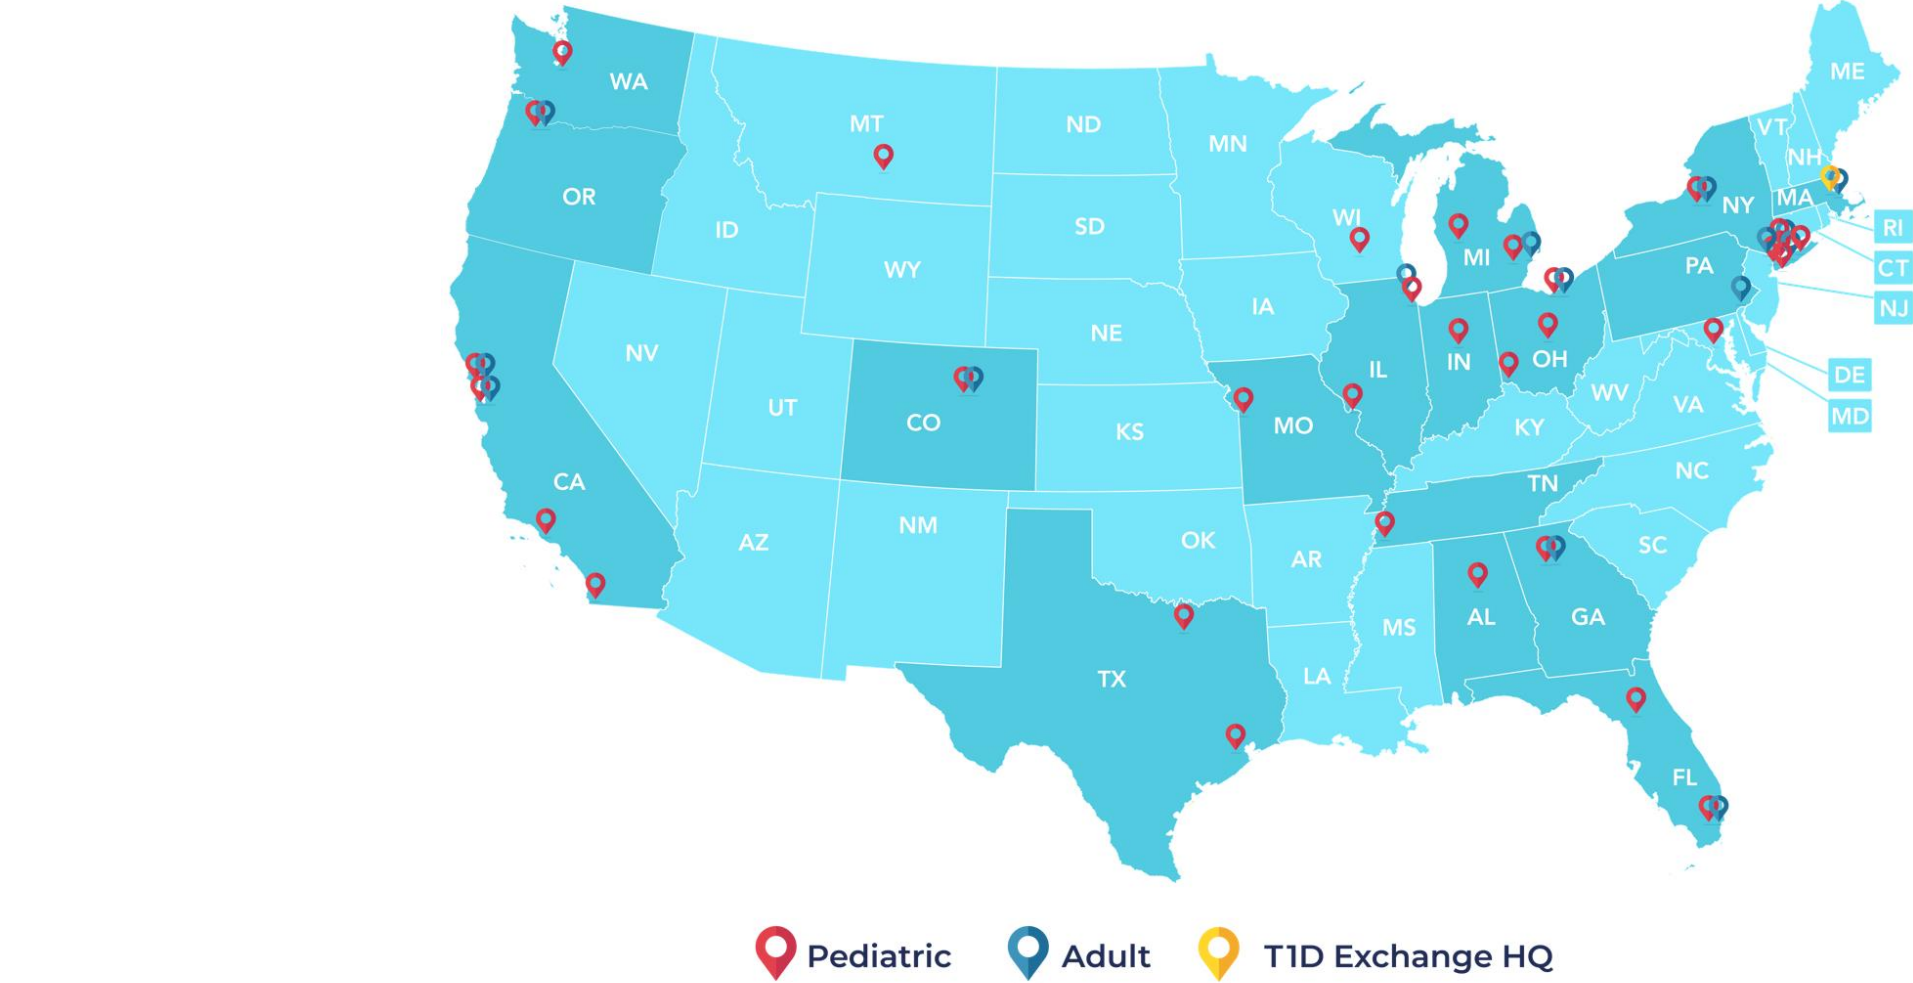 ME
WA
MT
ND
MN
VT
NH
OR
ID
SD
WI
NY
MA
RI
WY
MI
PA
CT
IA
NJ
NE
NV
IL
IN
OH
DE
UT
CO
KS
MO
KY
WV
VA
MD
CA
NM
AZ
OK
AR
TN
NC
SC
TX
LA
MS
AL
GA
FL
Pediatric Adult T1D Exchange HQ